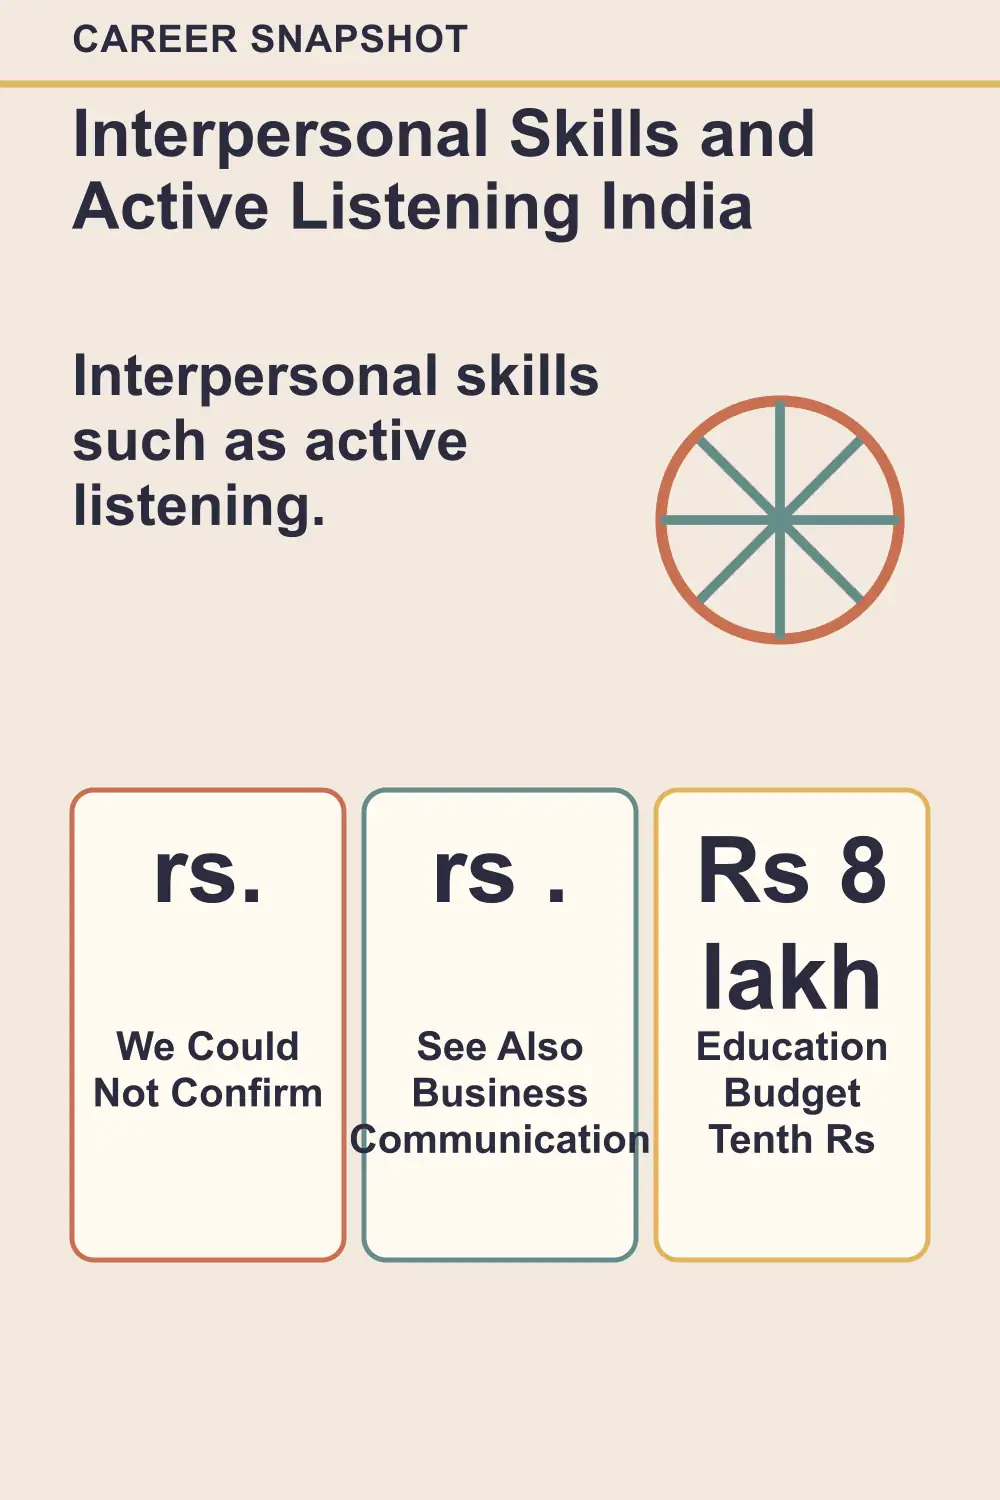 CAREER SNAPSHOT
Interpersonal Skills and
Active Listening India
Interpersonal skills
such as active
listening.
rs.
We Could
Not Confirm
rs .
See Also
Business
Communication
Rs 8
lakh
Education
Budget
Tenth Rs